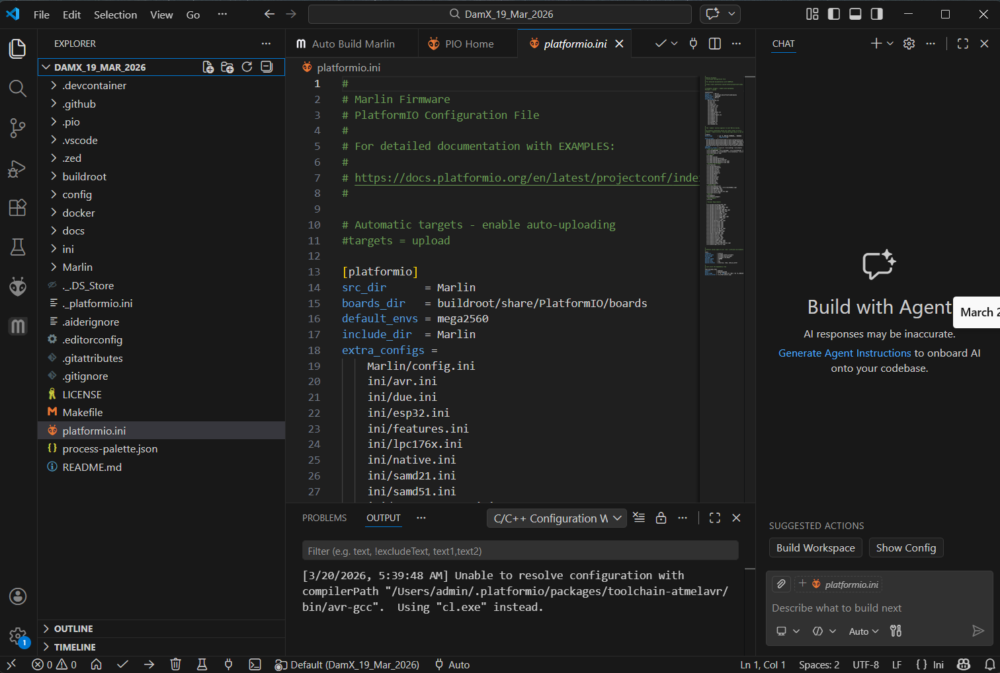 File Edit Selection View Go
DamX_19_Mar_2026
EXPLORER
DAMX_19_MAR_2026
.devcontainer
.github
.pio
.vscode
.zed
buildroot
config
docker
docs
ini
Marlin
._.DS_Store
._platformio.ini
.aiderignore
.editorconfig
.gitattributes
.gitignore
LICENSE
Makefile
platformio.ini
process-palette.json
README.md
OUTLINE
TIMELINE
Auto Build Marlin
PIO Home
platformio.ini
platformio.ini
1 #
2 # Marlin Firmware
3 # PlatformIO Configuration File
4 #
5 # For detailed documentation with EXAMPLES:
6 #
7 # https://docs.platformio.org/en/latest/projectconf/inde
8 #
9
10 # Automatic targets - enable auto-uploading
11 #targets = upload
12
13 [platformio]
14 src_dir = Marlin
15 boards_dir = buildroot/share/PlatformIO/boards
16 default_envs = mega2560
17 include_dir = Marlin
18 extra_configs =
19 Marlin/config.ini
20 ini/avr.ini
21 ini/due.ini
22 ini/esp32.ini
23 ini/features.ini
24 ini/lpc176x.ini
25 ini/native.ini
26 ini/samd21.ini
27 ini/samd51.ini
PROBLEMS OUTPUT
C/C++ Configuration W
Filter (e.g. text, !excludeText, text1,text2)
[3/20/2026, 5:39:48 AM] Unable to resolve configuration with
compilerPath "/Users/admin/.platformio/packages/toolchain-atmelavr/
bin/avr-gcc".  Using "cl.exe" instead.
CHAT
Build with Agent
March 2
AI responses may be inaccurate.
Generate Agent Instructions to onboard AI
onto your codebase.
SUGGESTED ACTIONS
Build Workspace
Show Config
platformio.ini
Describe what to build next
Auto
1
0 0
Default (DamX_19_Mar_2026)
Auto
Ln 1, Col 1
Spaces: 2
UTF-8
LF
{ } Ini